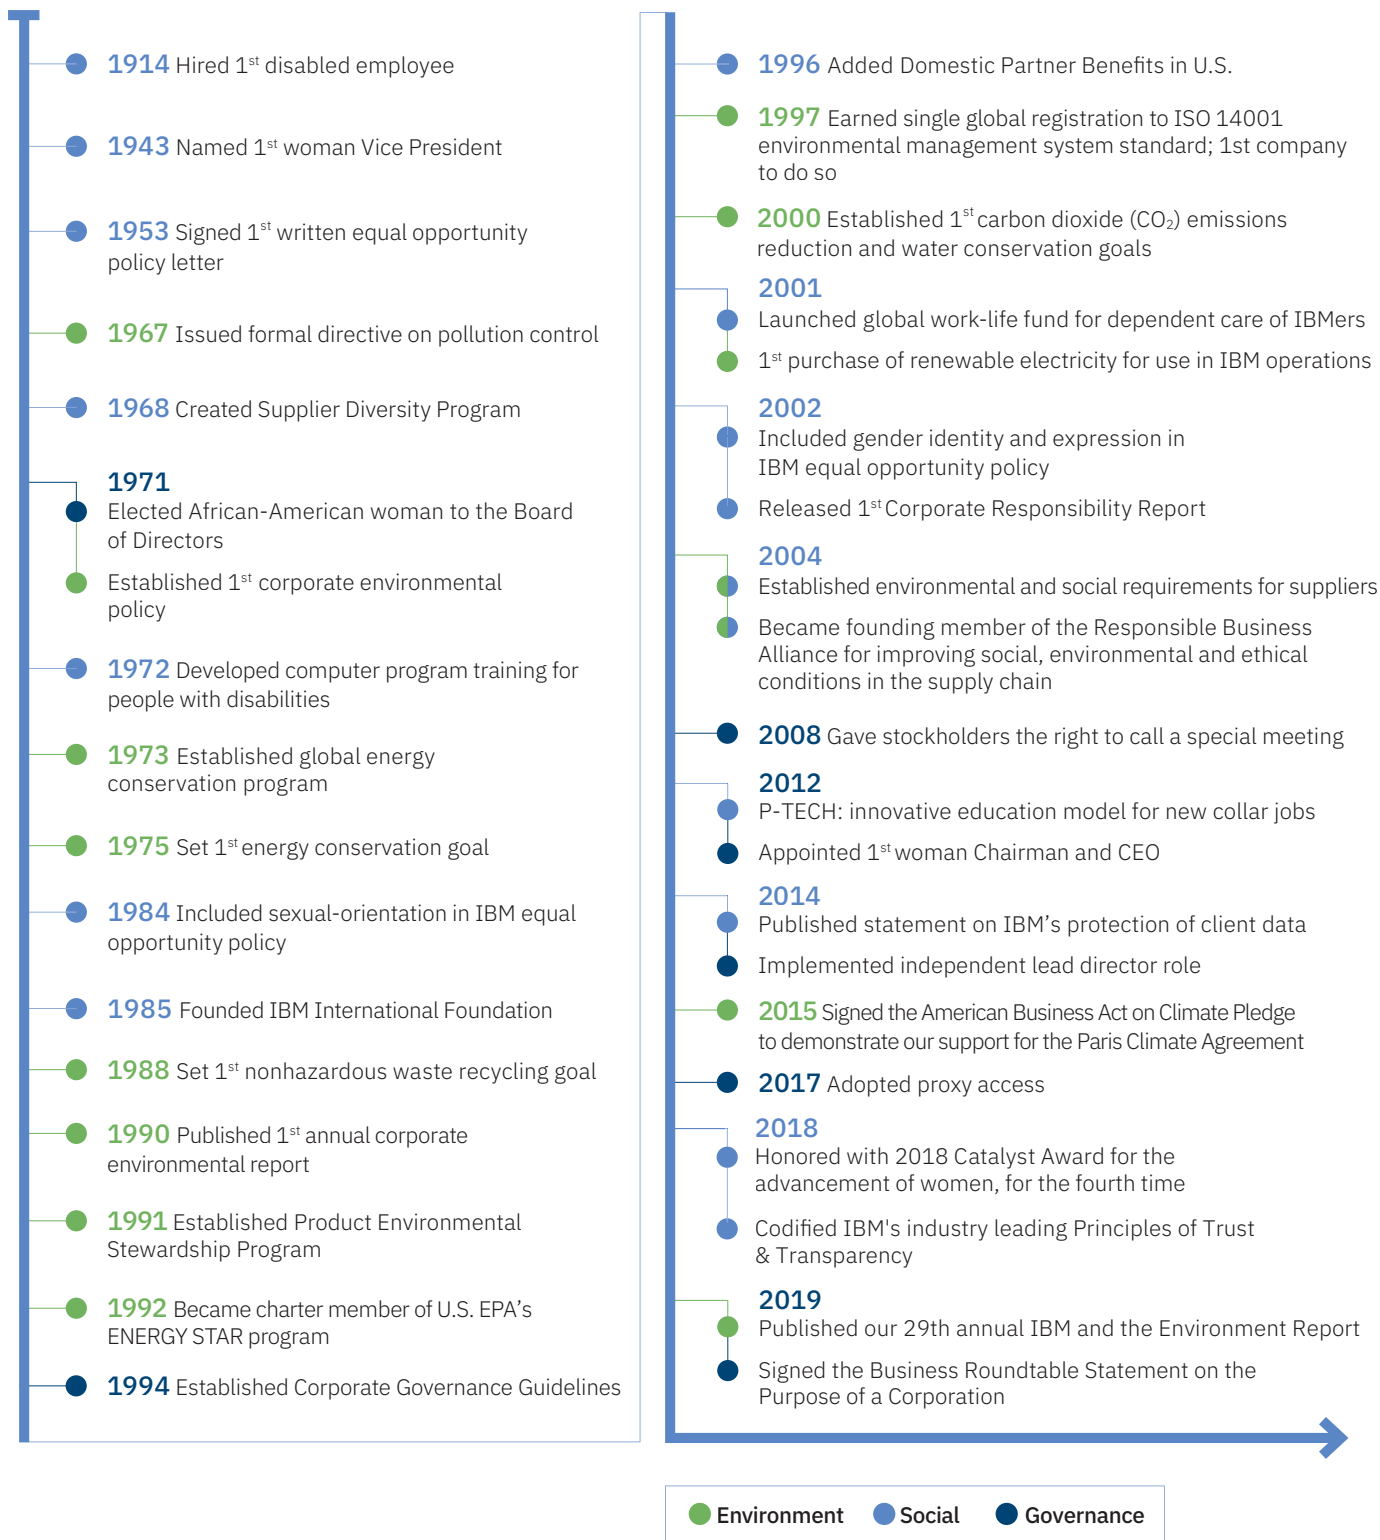 1914 Hired 1st disabled employee
1943 Named 1st woman Vice President
1953 Signed 1st written equal opportunity
policy letter
1967 Issued formal directive on pollution control
1968 Created Supplier Diversity Program
1971
Elected African-American woman to the Board
of Directors
Established 1st corporate environmental
policy
1972 Developed computer program training for
people with disabilities
1973 Established global energy
conservation program
1975 Set 1st energy conservation goal
1984 Included sexual-orientation in IBM equal
opportunity policy
1985 Founded IBM International Foundation
1988 Set 1st nonhazardous waste recycling goal
1990 Published 1st annual corporate
environmental report
1991 Established Product Environmental
Stewardship Program
1992 Became charter member of U.S. EPA’s
ENERGY STAR program
1994 Established Corporate Governance Guidelines
1996 Added Domestic Partner Benefits in U.S.
1997 Earned single global registration to ISO 14001
environmental management system standard; 1st company
to do so
2000 Established 1st carbon dioxide (CO₂) emissions
reduction and water conservation goals
2001
Launched global work-life fund for dependent care of IBMers
1st purchase of renewable electricity for use in IBM operations
2002
Included gender identity and expression in
IBM equal opportunity policy
Released 1st Corporate Responsibility Report
2004
Established environmental and social requirements for suppliers
Became founding member of the Responsible Business
Alliance for improving social, environmental and ethical
conditions in the supply chain
2008 Gave stockholders the right to call a special meeting
2012
P-TECH: innovative education model for new collar jobs
Appointed 1st woman Chairman and CEO
2014
Published statement on IBM’s protection of client data
Implemented independent lead director role
2015 Signed the American Business Act on Climate Pledge
to demonstrate our support for the Paris Climate Agreement
2017 Adopted proxy access
2018
Honored with 2018 Catalyst Award for the
advancement of women, for the fourth time
Codified IBM's industry leading Principles of Trust
& Transparency
2019
Published our 29th annual IBM and the Environment Report
Signed the Business Roundtable Statement on the
Purpose of a Corporation
Environment Social Governance